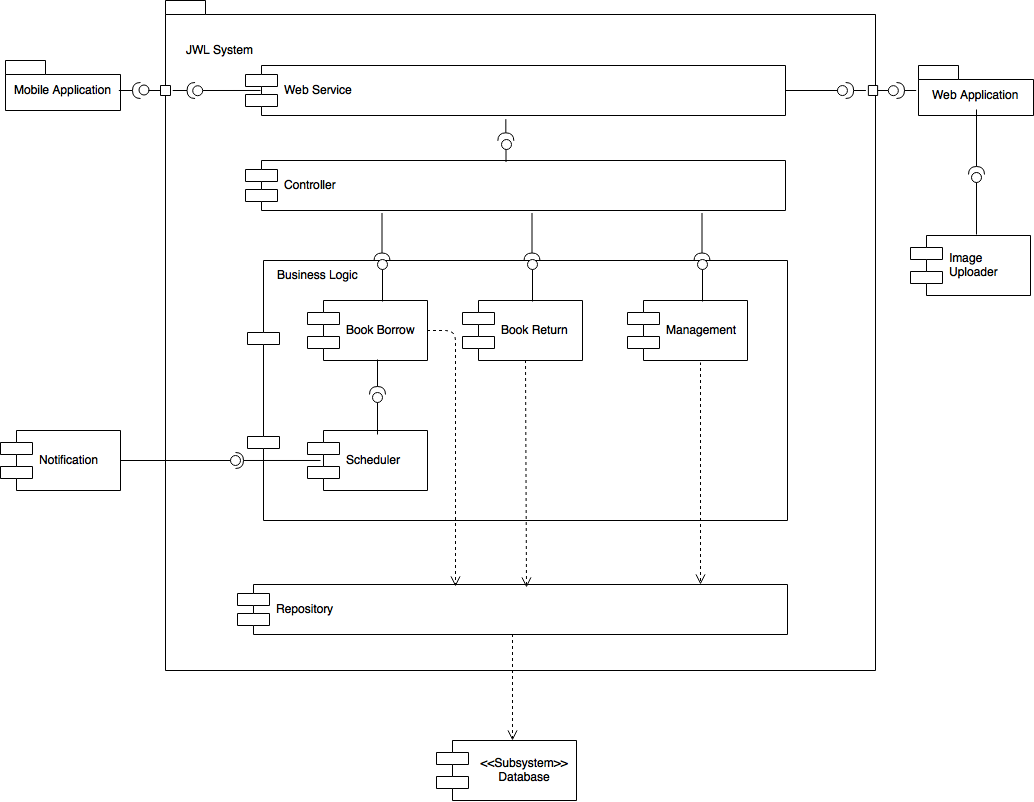 JWL System
Mobile Application
Web Service
Web Application
Controller
Image
Uploader
Business Logic
Book Borrow
Book Return
Management
Notification
Scheduler
Repository
<<Subsystem>>
Database